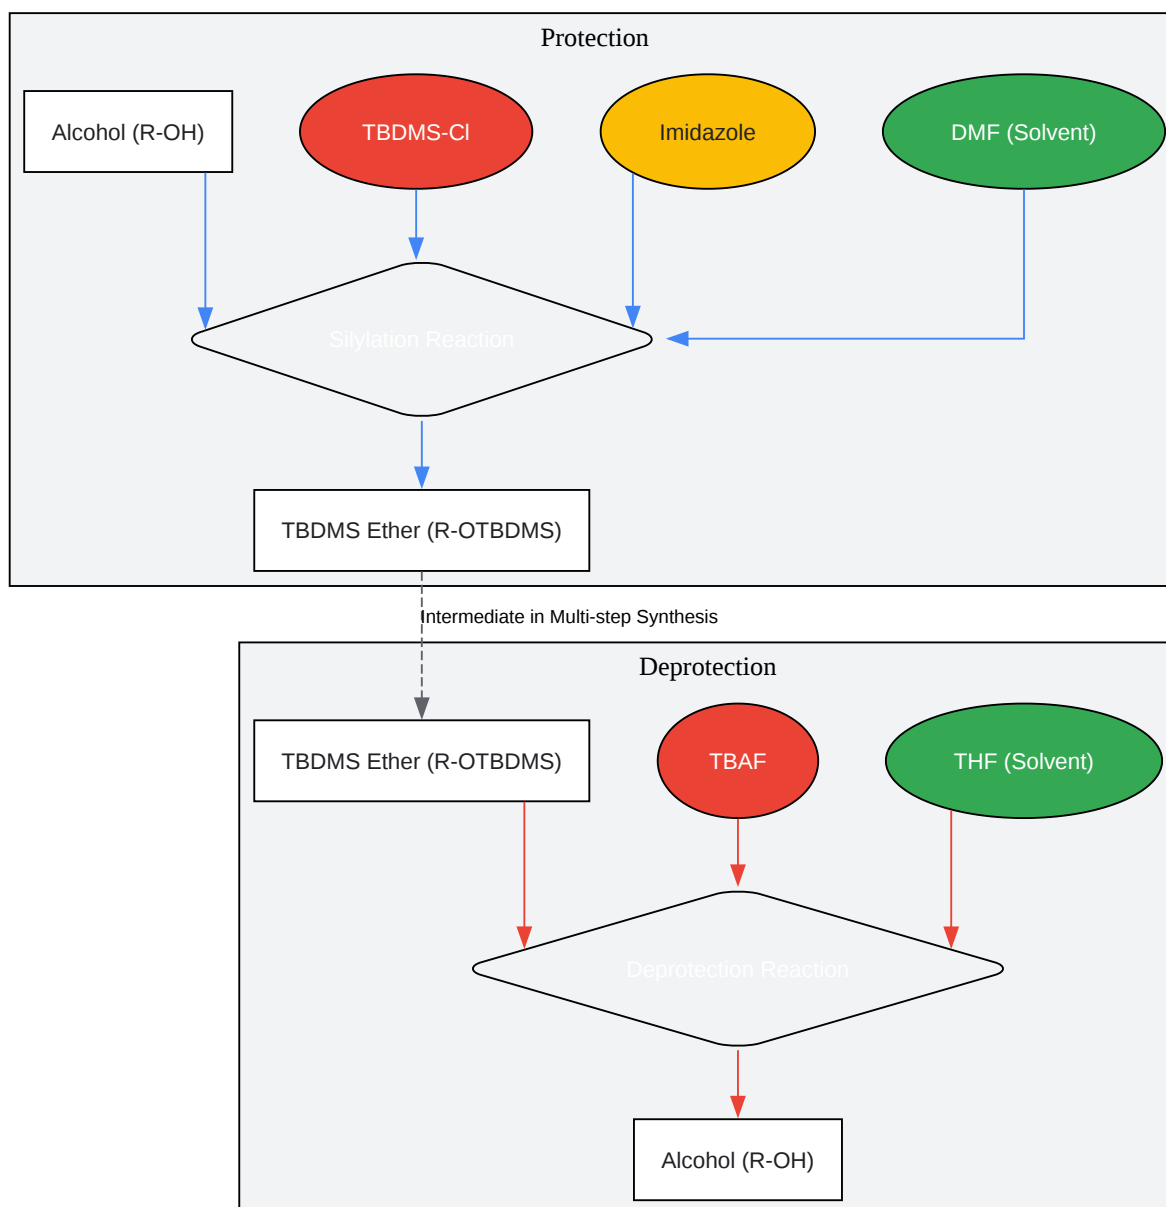 Protection
Alcohol (R-OH)
TBDMS-Cl
Imidazole
DMF (Solvent)
Silylation Reaction
TBDMS Ether (R-OTBDMS)
Intermediate in Multi-step Synthesis
Deprotection
TBDMS Ether (R-OTBDMS)
TBAF
THF (Solvent)
Deprotection Reaction
Alcohol (R-OH)